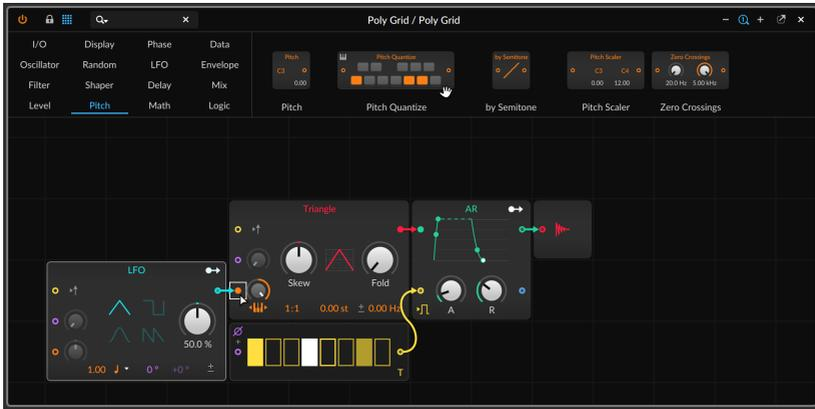 Poly Grid / Poly Grid
I/O Display Phase Data
Oscillator Random LFO Envelope
Filter Shaper Delay Mix
Level Pitch Math Logic
Pitch
C3
0.00
Pitch
Pitch Quantize
Pitch Quantize
by Semitone
by Semitone
Pitch Scaler
C3 C4
0.00 12.00
Pitch Scaler
Zero Crossings
20.0 Hz 5.00 kHz
Zero Crossings
Triangle
Skew Fold
1:1 0.00 st ± 0.00 Hz
AR
A R
LFO
50.0 %
1.00 0° +0° ±
T